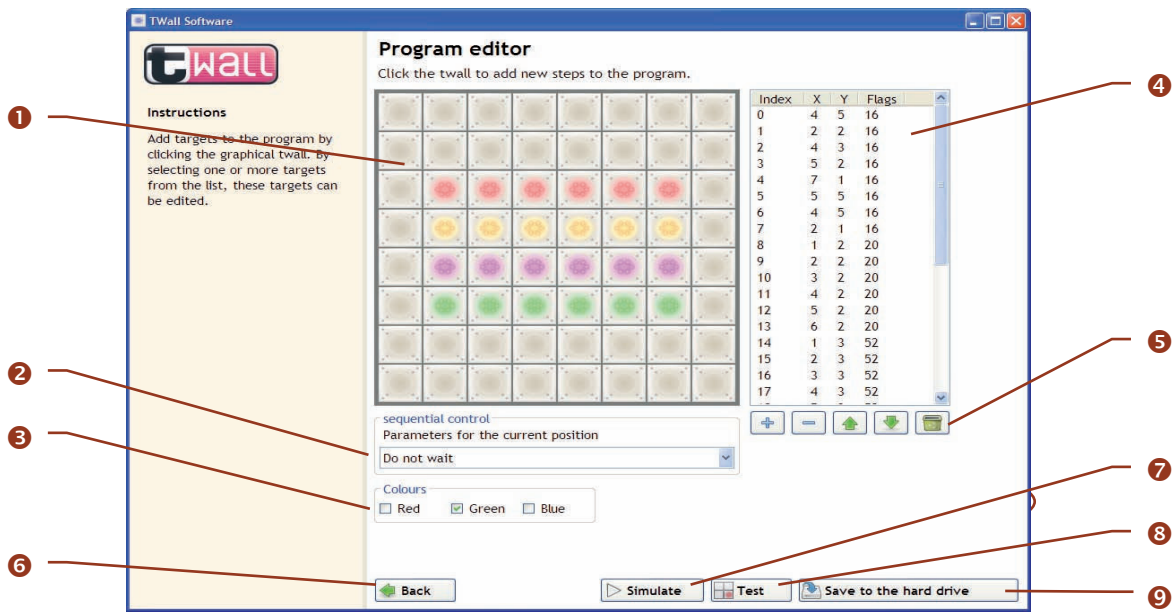 TWall Software
twall
Program editor
Click the twall to add new steps to the program.
Instructions
Add targets to the program by
clicking the graphical twall. By
selecting one or more targets
from the list, these targets can
be edited.
Index X Y Flags
0 4 5 16
1 2 2 16
2 4 3 16
3 5 2 16
4 7 1 16
5 5 5 16
6 4 5 16
7 2 1 16
8 1 2 20
9 2 2 20
10 3 2 20
11 4 2 20
12 5 2 20
13 6 2 20
14 1 3 52
15 2 3 52
16 3 3 52
17 4 3 52
sequential control
Parameters for the current position
Do not wait
Colours
Red Green Blue
Back
Simulate
Test
Save to the hard drive
1
2
3
4
5
6
7
8
9